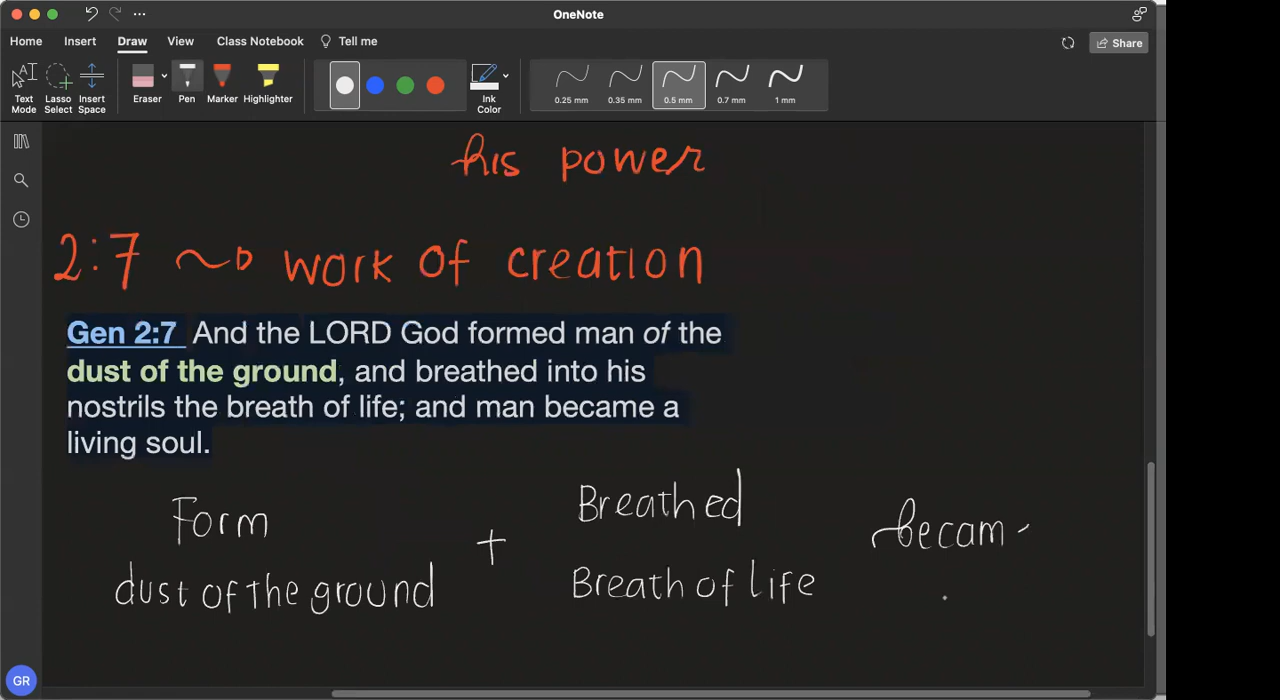 OneNote
Home Insert Draw View Class Notebook Tell me
Share
Text Mode
Lasso Select
Insert Space
Eraser
Pen
Marker
Highlighter
Ink Color
0.25 mm
0.35 mm
0.5 mm
0.7 mm
1 mm
his power
2:7 work of creation
Gen 2:7 And the LORD God formed man of the
dust of the ground, and breathed into his
nostrils the breath of life; and man became a
living soul.
Form
dust of the ground
+
Breathed
Breath of life
becam
GR